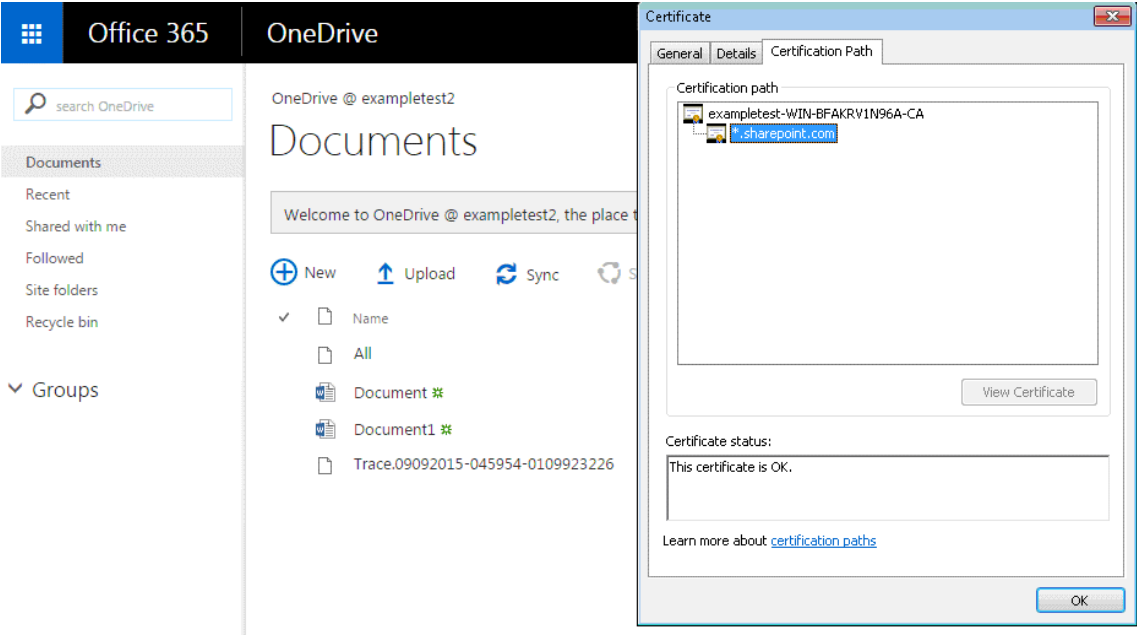 Office 365
OneDrive
search OneDrive
Documents
Recent
Shared with me
Followed
Site folders
Recycle bin
Groups
OneDrive @ exampletest2
Documents
Welcome to OneDrive @ exampletest2, the place t
New Upload Sync S
Name
All
Document
Document1
Trace.09092015-045954-0109923226
Certificate
General Details Certification Path
Certification path
exampletest-WIN-BFAKRV1N96A-CA
*.sharepoint.com
View Certificate
Certificate status:
This certificate is OK.
Learn more about certification paths
OK